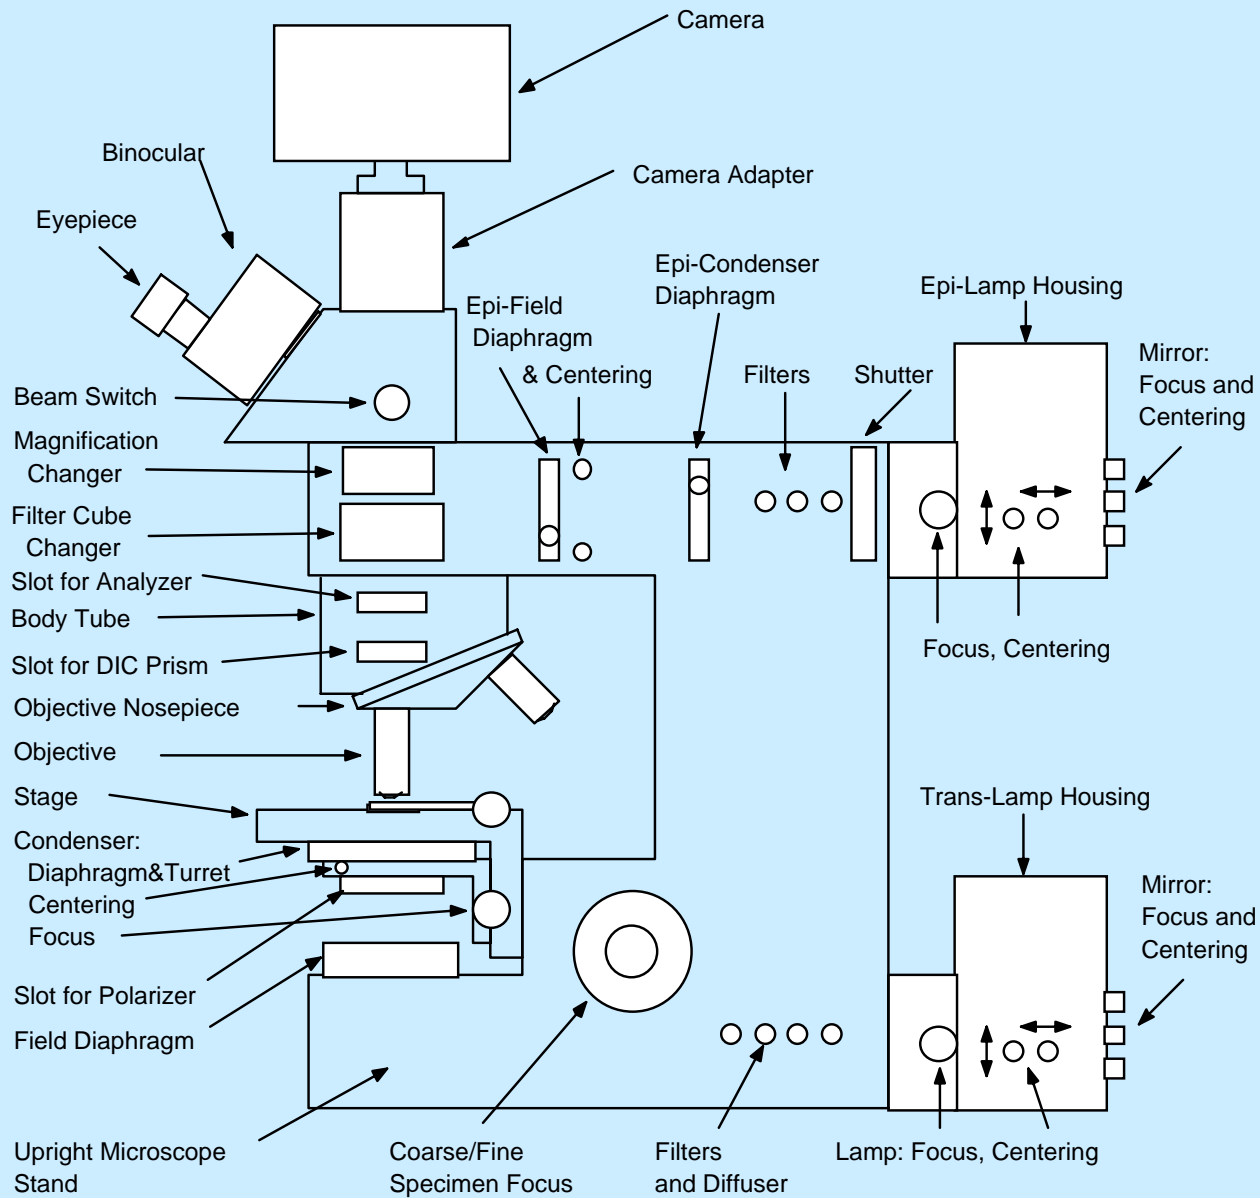 Camera
Binocular
Camera Adapter
Eyepiece
Epi-Condenser
Diaphragm
Epi-Field
Diaphragm
& Centering
Filters
Shutter
Epi-Lamp Housing
Mirror:
Focus and
Centering
Beam Switch
Magnification
Changer
Filter Cube
Changer
Slot for Analyzer
Body Tube
Slot for DIC Prism
Focus, Centering
Objective Nosepiece
Objective
Stage
Trans-Lamp Housing
Condenser:
Diaphragm&Turret
Centering
Focus
Mirror:
Focus and
Centering
Slot for Polarizer
Field Diaphragm
Upright Microscope
Stand
Coarse/Fine
Specimen Focus
Filters
and Diffuser
Lamp: Focus, Centering